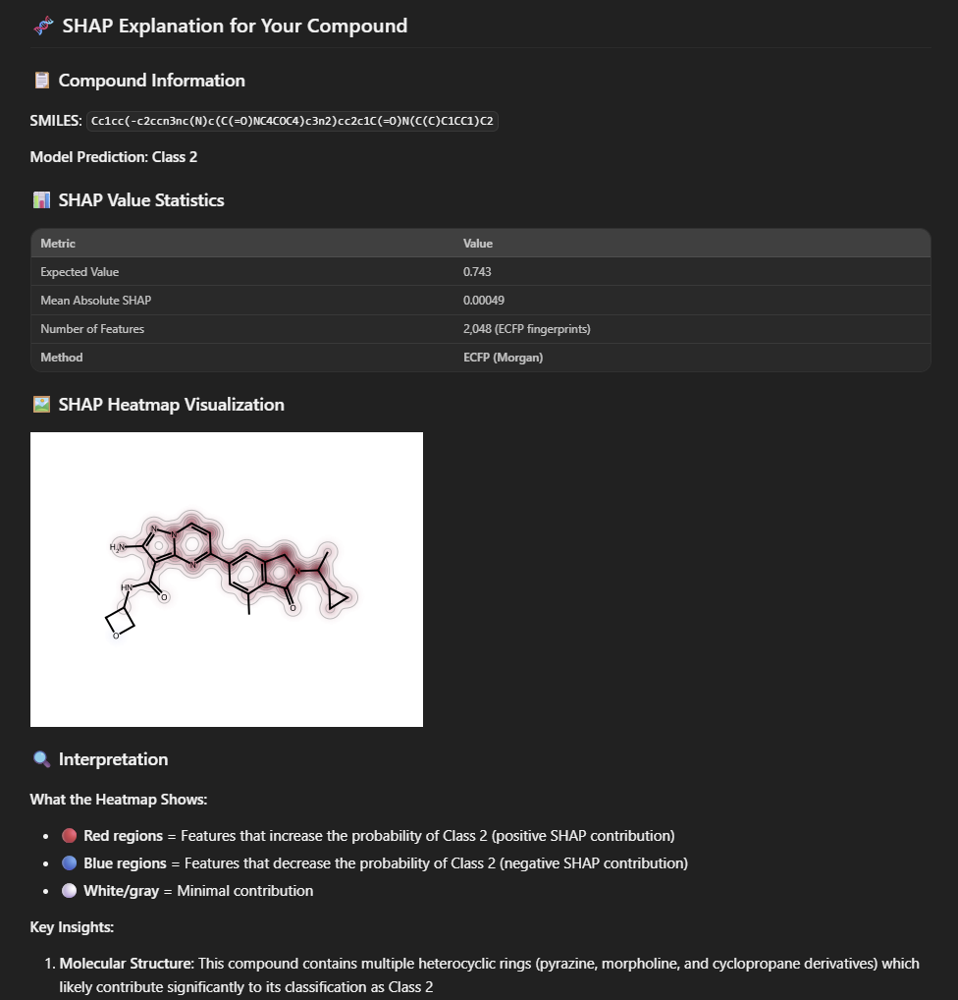 SHAP Explanation for Your Compound
Compound Information
SMILES: Cc1cc(-c2ccn3nc(N)c(C(=O)NC4COC4)c3n2)cc2c1C(=O)N(C(C)C1CC1)C2
Model Prediction: Class 2
SHAP Value Statistics
Metric Value
Expected Value 0.743
Mean Absolute SHAP 0.00049
Number of Features 2,048 (ECFP fingerprints)
Method ECFP (Morgan)
SHAP Heatmap Visualization
N
N
H₂N
N
N
HN
O
O
O
Interpretation
What the Heatmap Shows:
• Red regions = Features that increase the probability of Class 2 (positive SHAP contribution)
• Blue regions = Features that decrease the probability of Class 2 (negative SHAP contribution)
• White/gray = Minimal contribution
Key Insights:
1. Molecular Structure: This compound contains multiple heterocyclic rings (pyrazine, morpholine, and cyclopropane derivatives) which
likely contribute significantly to its classification as Class 2